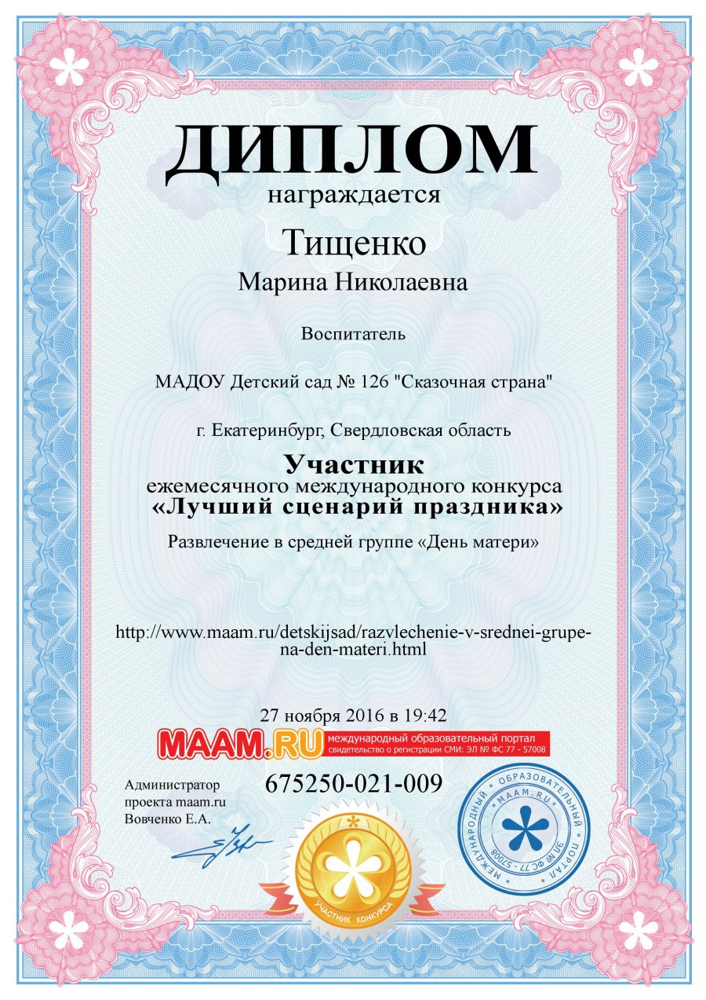 ДИПЛОМ
награждается
Тищенко
Марина Николаевна
Воспитатель
МАДОУ Детский сад № 126 "Сказочная страна"
г. Екатеринбург, Свердловская область
Участник
ежемесячного международного конкурса
«Лучший сценарий праздника»
Развлечение в средней группе «День матери»
http://www.maam.ru/detskijsad/razvlechenie-v-srednei-grupe-
na-den-materi.html
27 ноября 2016 в 19:42
MAAM.RU
международный образовательный портал
свидетельство о регистрации СМИ: ЭЛ № ФС 77 - 57008
675250-021-009
Администратор
проекта maam.ru
Вовченко Е.А.
УЧАСТНИК КОНКУРСА
* МЕЖДУНАРОДНЫЙ * ОБРАЗОВАТЕЛЬНЫЙ * ПОРТАЛ *
* MAAM.RU *
ЭЛ № ФС 77 - 57008